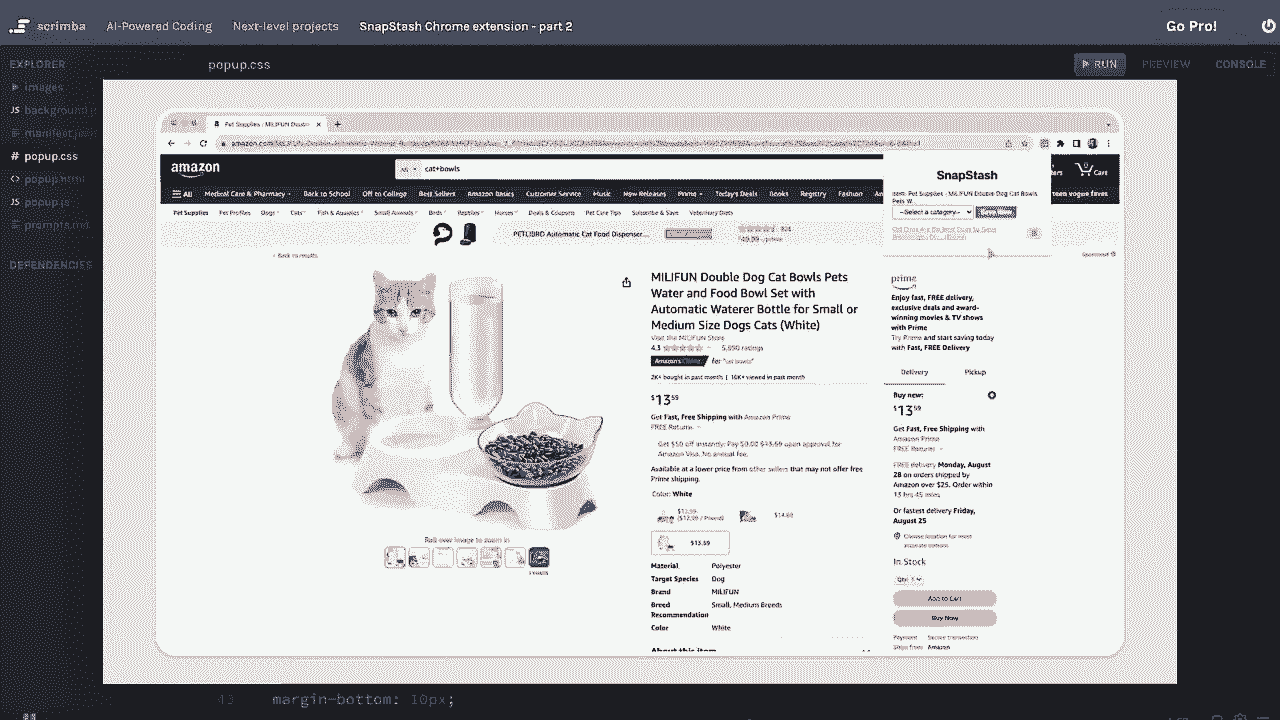 scrimba AI-Powered Coding Next-level projects SnapStash Chrome extension - part 2 Go Pro!
EXPLORER popup.css RUN PREVIEW CONSOLE
images
JS background.js
manifest.json
# popup.css
<> popup.html
JS popup.js
prompts.md
DEPENDENCIES
Pet Supplies : MILIFUN Double
amazon
cat+bowls
SnapStash
All Medical Care & Pharmacy Back to School Off to College Best Sellers Amazon Basics Customer Service Music New Releases Prime Today's Deals Books Registry Fashion
Pet Supplies : MILIFUN Double Dog Cat Bowls Pets W...
--Select a category--
Pet Supplies Pet Profiles Dogs Cats Fish & Aquatics Small Animals Birds Reptiles Horses Deals & Coupons Pet Care Tips Subscribe & Save Veterinary Diets
PETLIBRO Automatic Cat Food Dispenser...
Back to results
Sponsored
MILIFUN Double Dog Cat Bowls Pets
Water and Food Bowl Set with
Automatic Waterer Bottle for Small or
Medium Size Dogs Cats (White)
Visit the MILIFUN Store
4.3 5,850 ratings
Amazon's Choice for "cat bowls"
2K+ bought in past month | 10K+ viewed in past month
$13 59
Get Fast, Free Shipping with Amazon Prime
FREE Returns
Get $50 off instantly: Pay $0.00 $13.59 upon approval for
Amazon Visa. No annual fee.
Available at a lower price from other sellers that may not offer free
Prime shipping.
Color: White
$14.69
$13.59
Roll over image to zoom in
Material Polyester
Target Species Dog
Brand MILIFUN
Breed Recommendation Small, Medium Breeds
Color White
About this item
prime
Enjoy fast, FREE delivery,
exclusive deals and award-
winning movies & TV shows
with Prime
Try Prime and start saving today
with Fast, FREE Delivery
Delivery Pickup
Buy new:
$13 59
Get Fast, Free Shipping with
Amazon Prime
FREE Returns
FREE delivery Monday, August
28 on orders shipped by
Amazon over $25. Order within
13 hrs 45 mins
Or fastest delivery Friday,
August 25
Choose location for most
accurate options
In Stock
Qty: 1
Add to Cart
Buy Now
Payment Secure transaction
Ships from Amazon
43 margin-bottom: 10px;